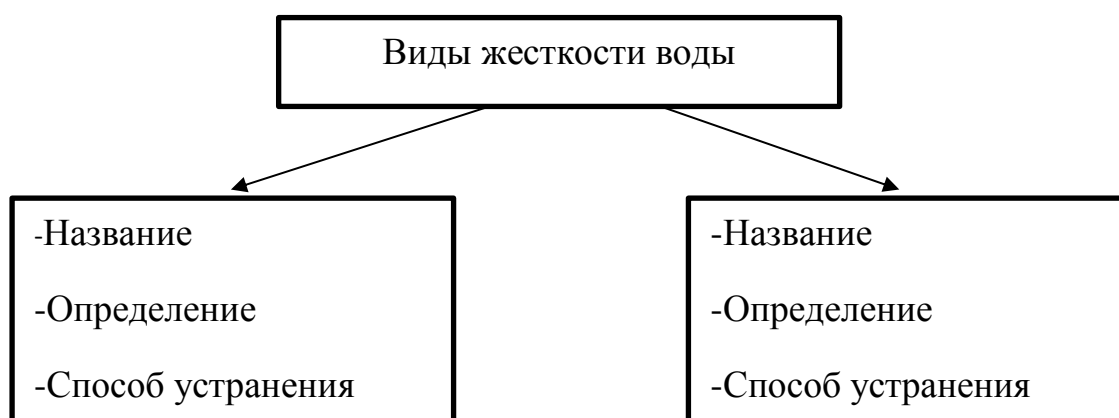 Виды жесткости воды
-Название
-Определение
-Способ устранения
-Название
-Определение
-Способ устранения